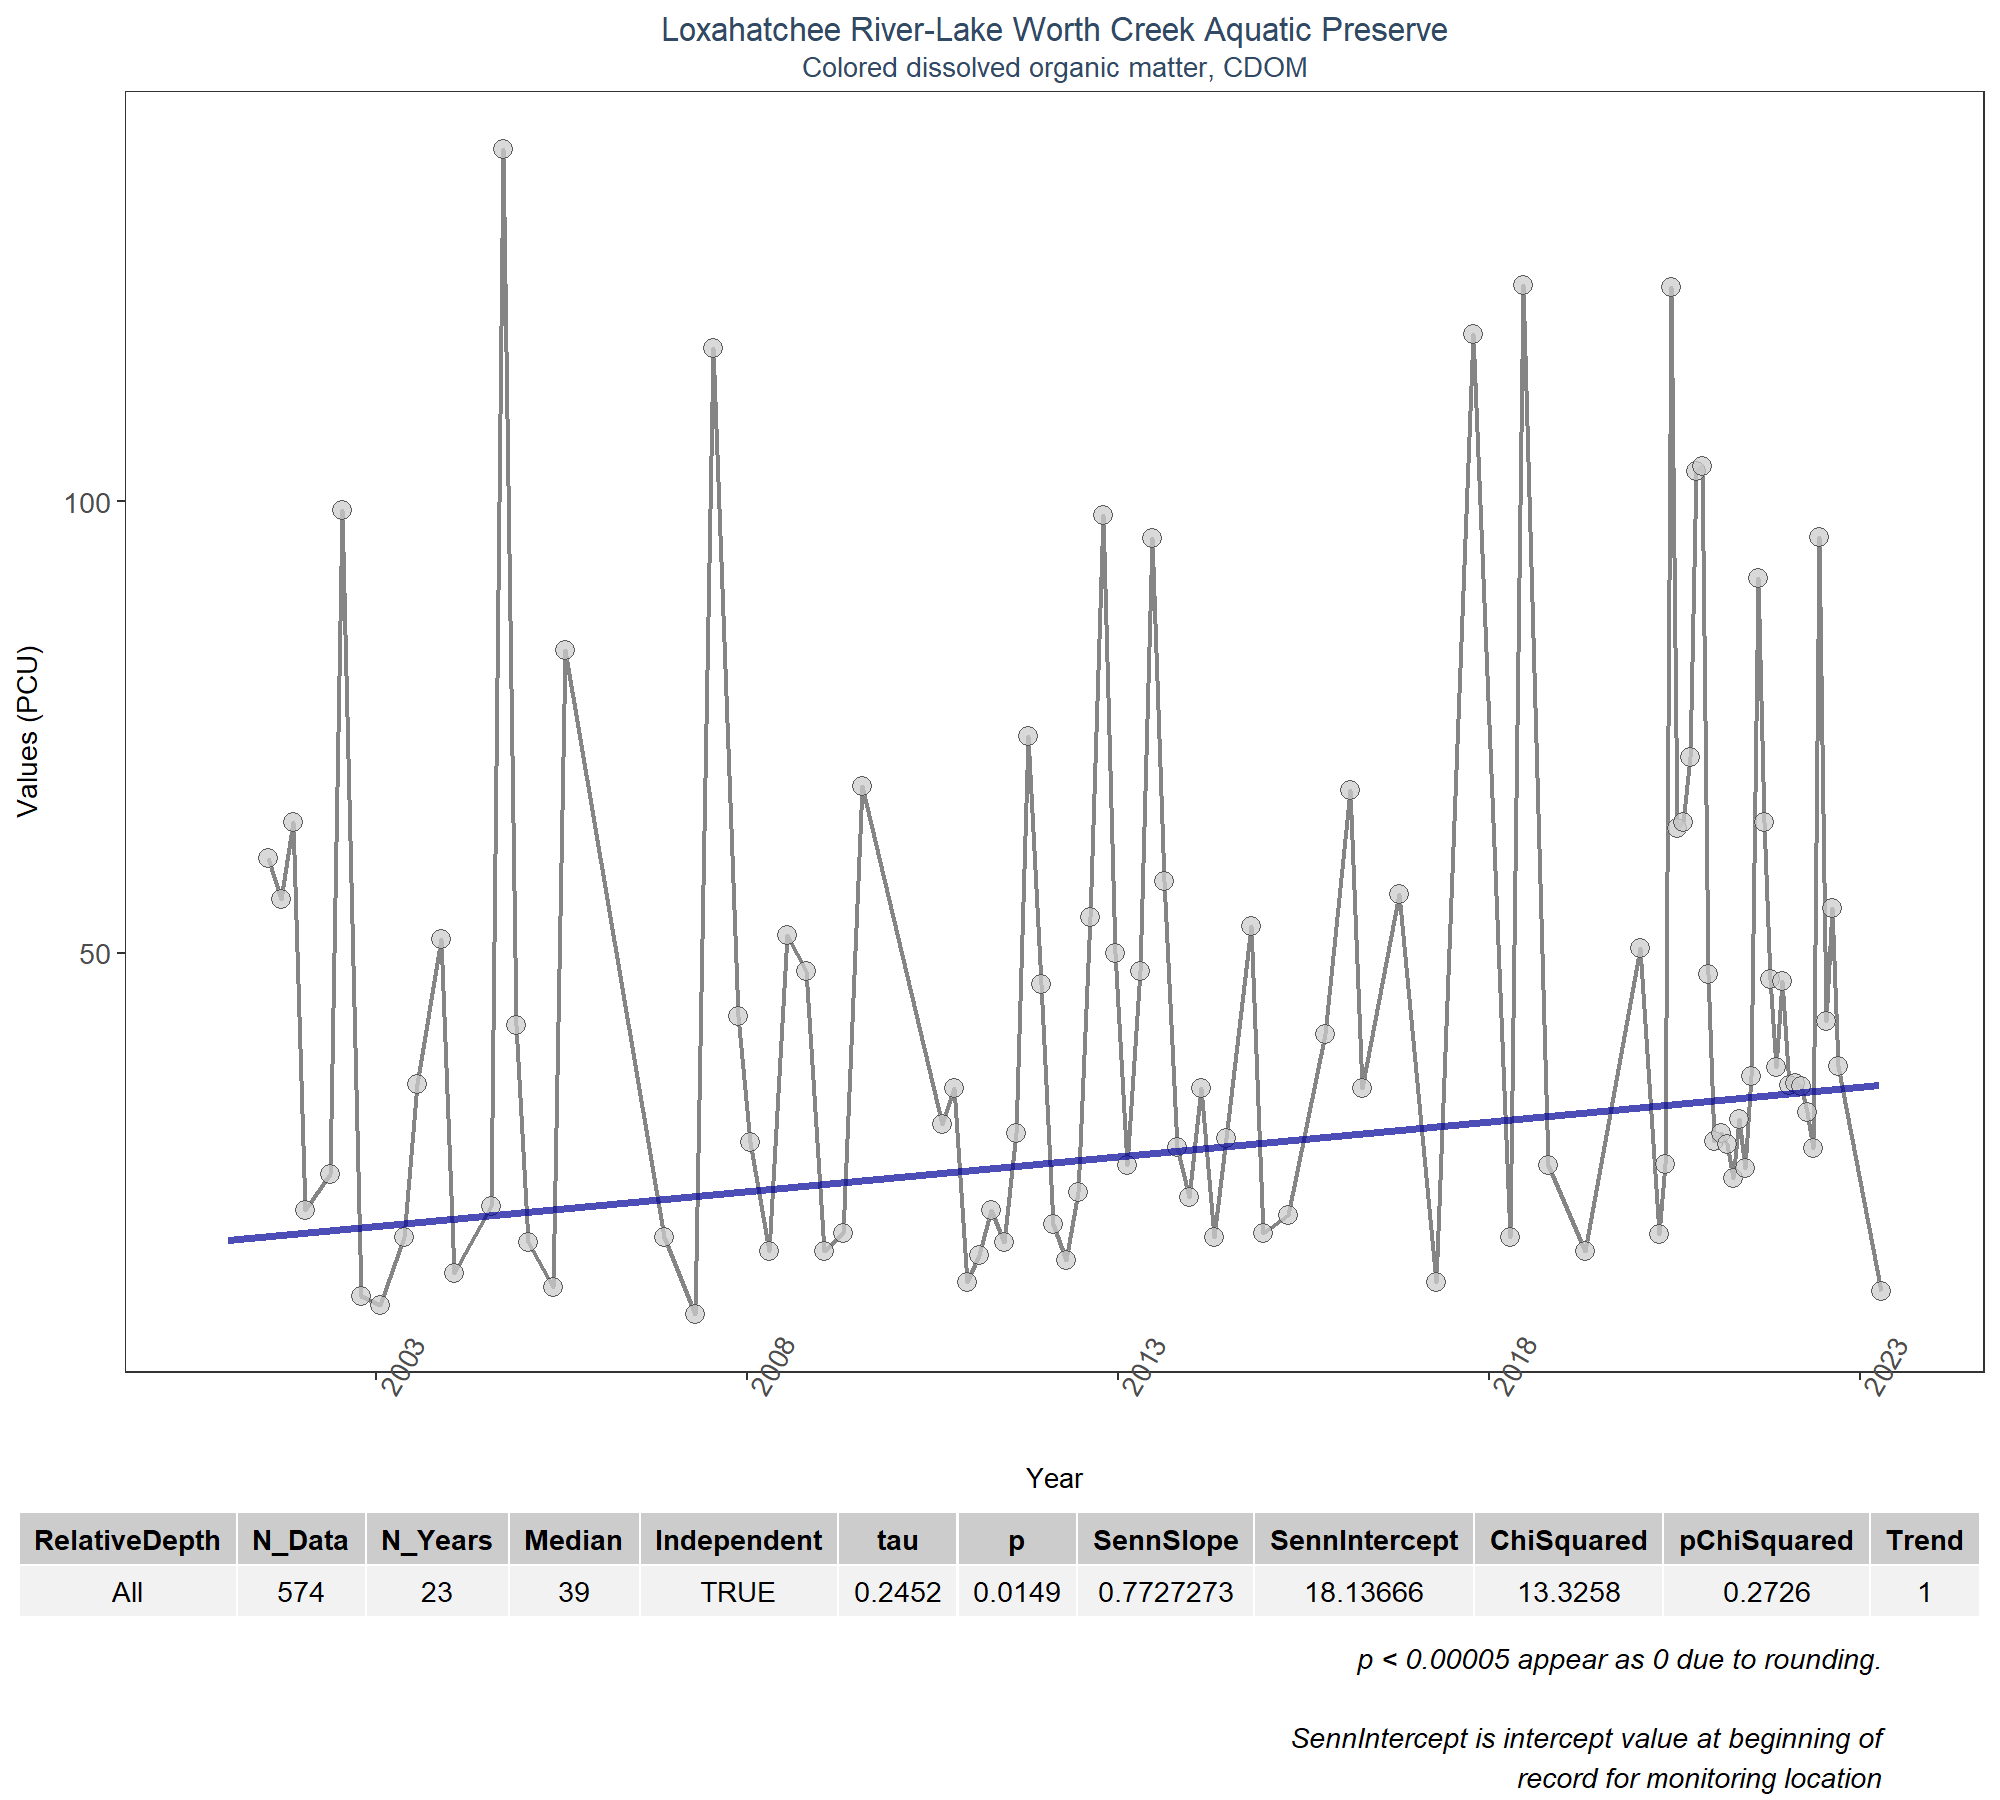 Loxahatchee River-Lake Worth Creek Aquatic Preserve
Colored dissolved organic matter, CDOM
100
50
Values (PCU)
2003 2008 2013 2018 2023
Year
RelativeDepth N_Data N_Years Median Independent tau p SennSlope SennIntercept ChiSquared pChiSquared Trend
All 574 23 39 TRUE 0.2452 0.0149 0.7727273 18.13666 13.3258 0.2726 1
p < 0.00005 appear as 0 due to rounding.
SennIntercept is intercept value at beginning of
record for monitoring location